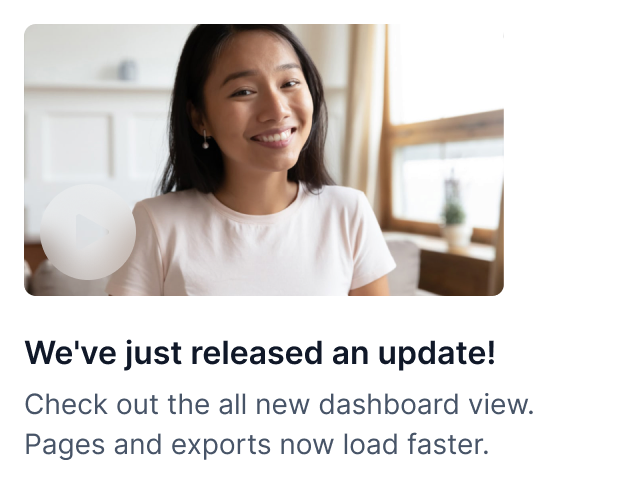 We've just released an update!
Check out the all new dashboard view.
Pages and exports now load faster.